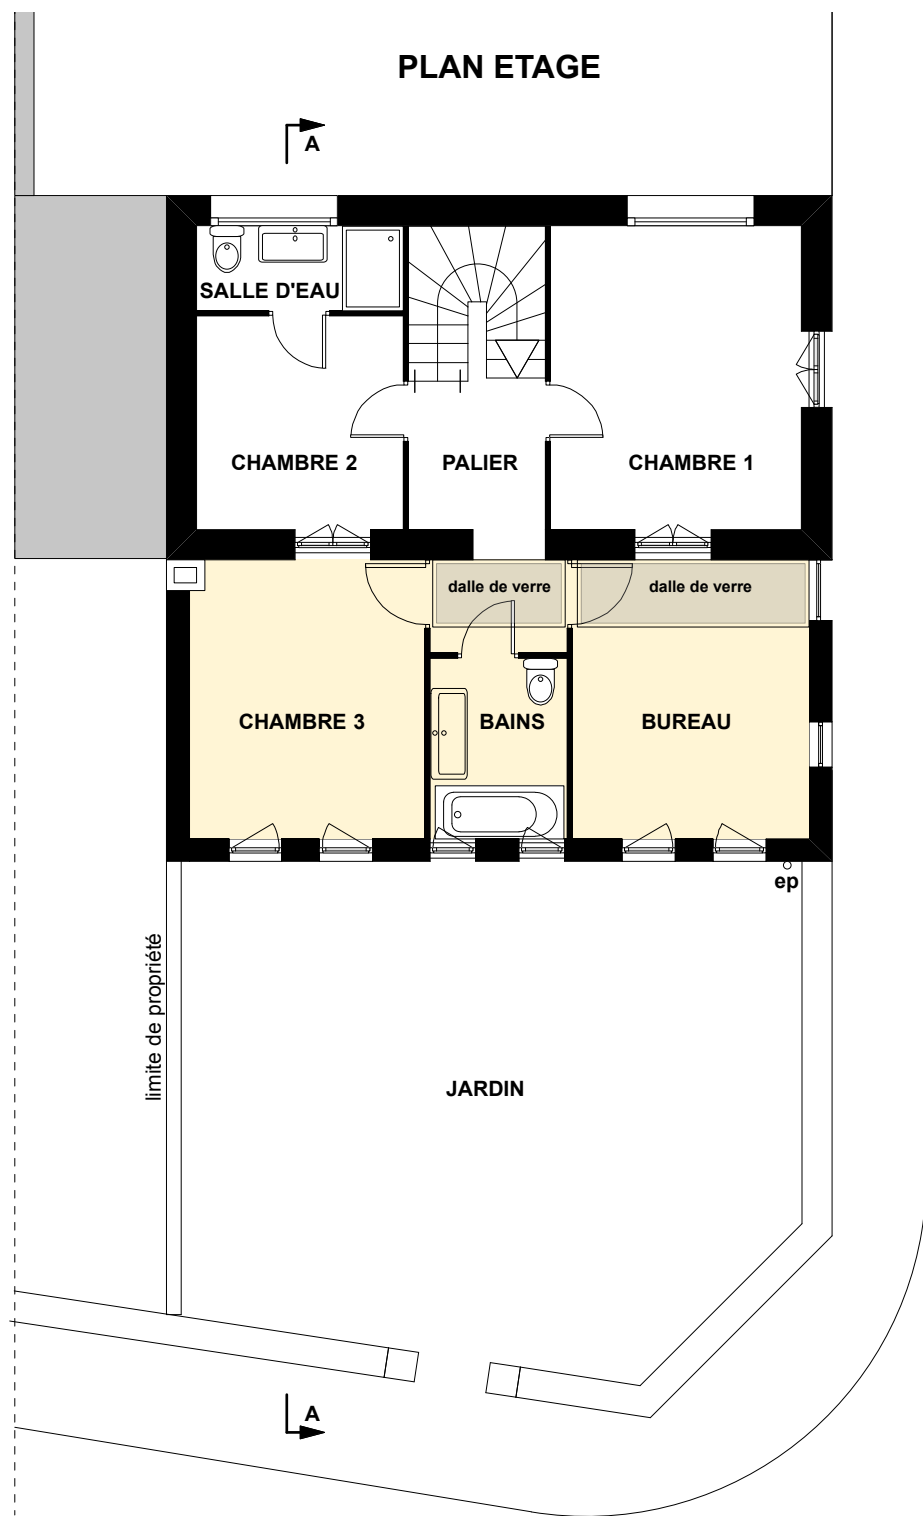 PLAN ETAGE
A
SALLE D'EAU
CHAMBRE 2
PALIER
CHAMBRE 1
dalle de verre
dalle de verre
CHAMBRE 3
BAINS
BUREAU
ep
limite de propriété
JARDIN
A